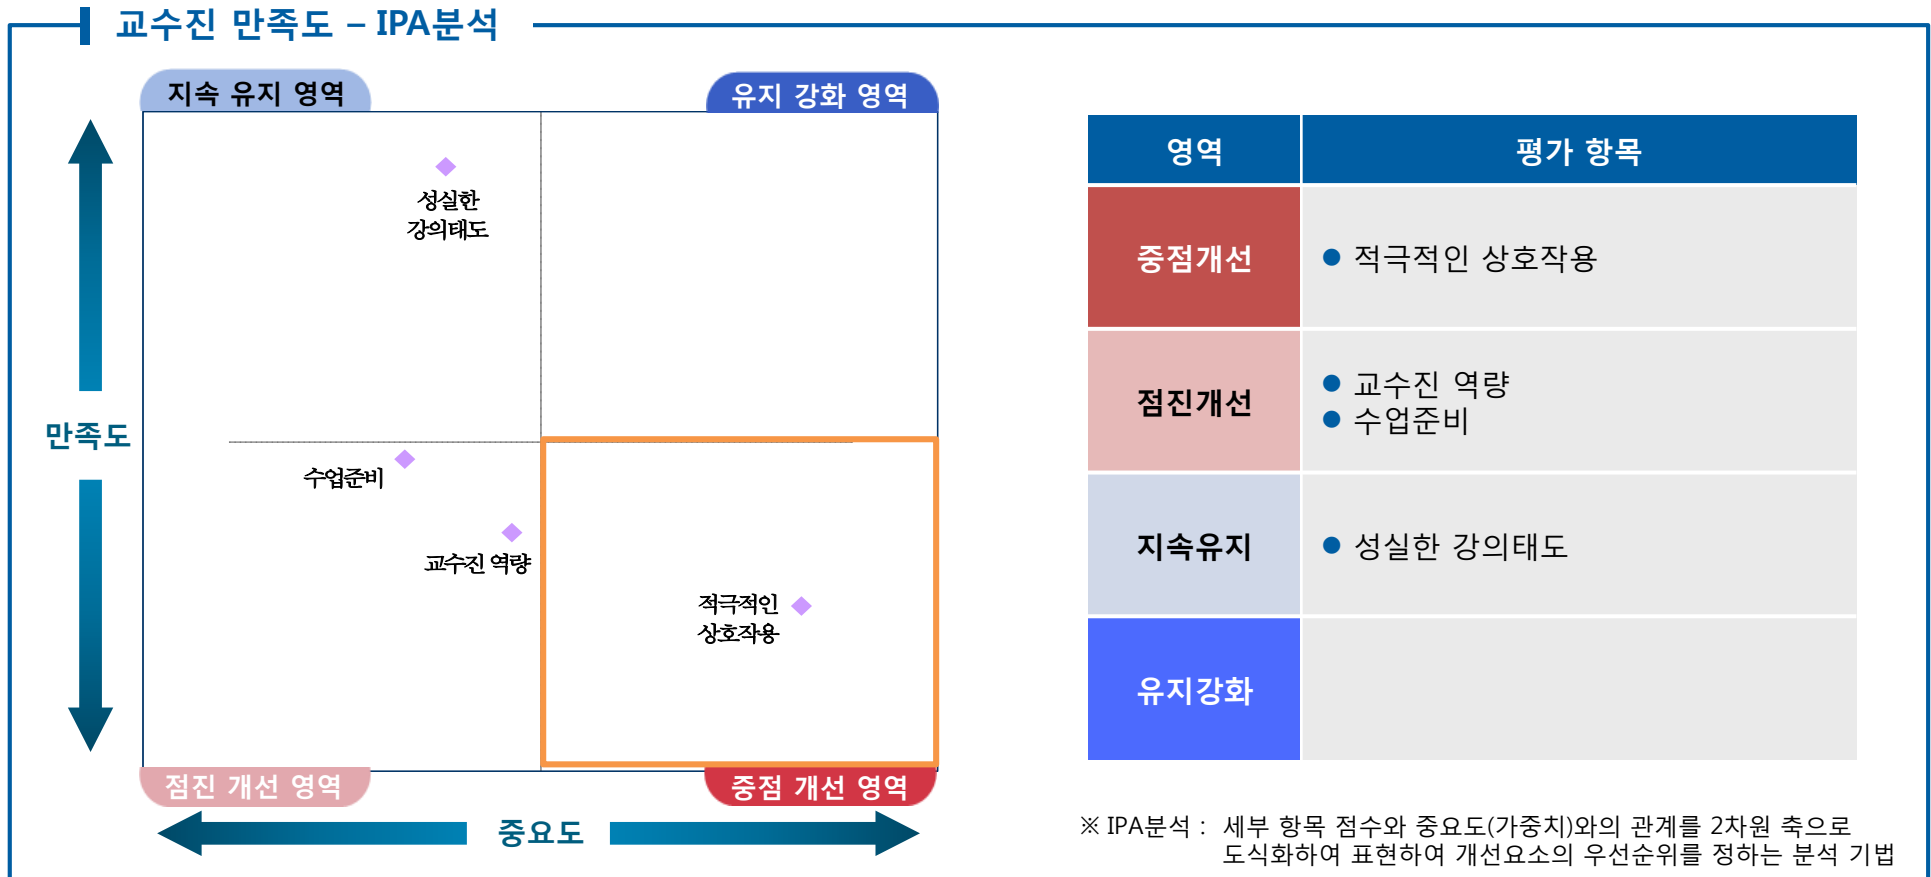 교수진 만족도 – IPA분석
지속 유지 영역
유지 강화 영역
성실한
강의태도
만족도
수업준비
교수진 역량
적극적인
상호작용
점진 개선 영역
중점 개선 영역
중요도
영역 평가 항목
중점개선 ● 적극적인 상호작용
점진개선 ● 교수진 역량
● 수업준비
지속유지 ● 성실한 강의태도
유지강화
※ IPA분석 : 세부 항목 점수와 중요도(가중치)와의 관계를 2차원 축으로
도식화하여 표현하여 개선요소의 우선순위를 정하는 분석 기법